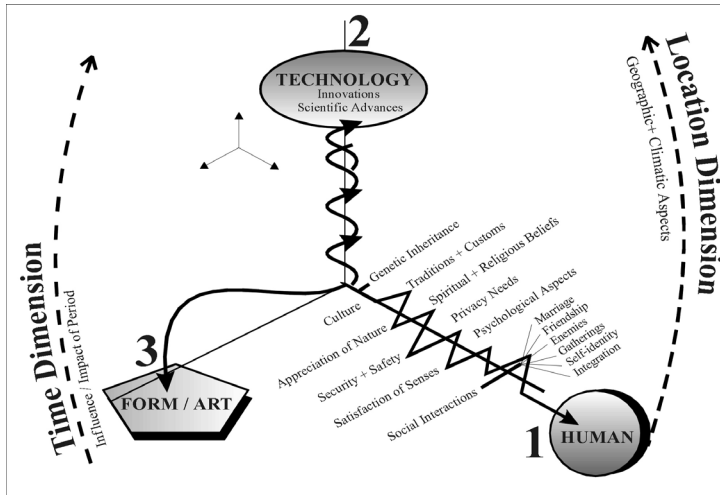 2
TECHNOLOGY
Innovations
Scientific Advances
Location Dimension
Geographic+ Climatic Aspects
Time Dimension
Influence / Impact of Period
Genetic Inheritance
Traditions + Customs
Spiritual + Religious Beliefs
Privacy Needs
Psychological Aspects
Culture
Appreciation of Nature
Security + Safety
Satisfaction of Senses
Social Interactions
Marriage
Friendship
Enemies
Gatherings
Self-idenity
Integration
3
FORM / ART
1
HUMAN